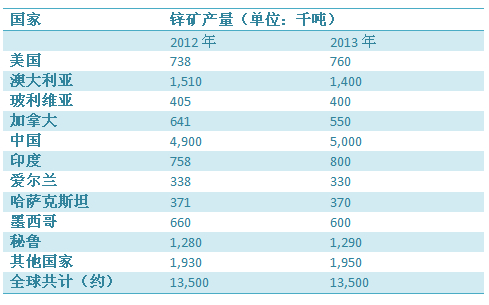 国家 锌矿产量（单位：千吨）
2012 年 2013 年
美国 738 760
澳大利亚 1,510 1,400
玻利维亚 405 400
加拿大 641 550
中国 4,900 5,000
印度 758 800
爱尔兰 338 330
哈萨克斯坦 371 370
墨西哥 660 600
秘鲁 1,280 1,290
其他国家 1,930 1,950
全球共计（约） 13,500 13,500